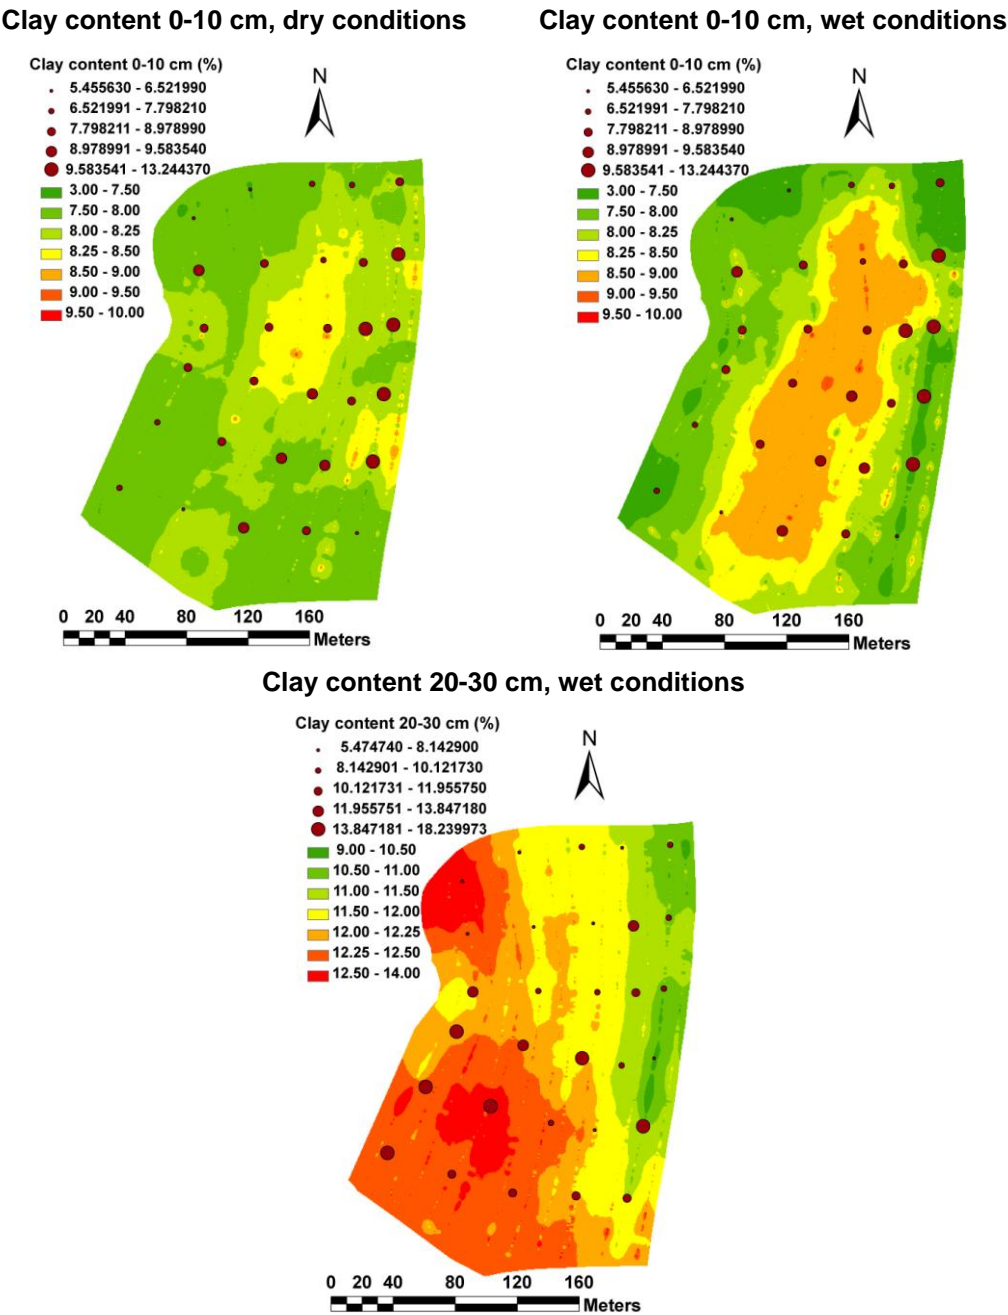 Clay content 0-10 cm, dry conditions
Clay content 0-10 cm (%)
5.455630 - 6.521990
6.521991 - 7.798210
7.798211 - 8.978990
8.978991 - 9.583540
9.583541 - 13.244370
3.00 - 7.50
7.50 - 8.00
8.00 - 8.25
8.25 - 8.50
8.50 - 9.00
9.00 - 9.50
9.50 - 10.00
N
0 20 40 80 120 160
Meters
Clay content 0-10 cm, wet conditions
Clay content 0-10 cm (%)
5.455630 - 6.521990
6.521991 - 7.798210
7.798211 - 8.978990
8.978991 - 9.583540
9.583541 - 13.244370
3.00 - 7.50
7.50 - 8.00
8.00 - 8.25
8.25 - 8.50
8.50 - 9.00
9.00 - 9.50
9.50 - 10.00
N
0 20 40 80 120 160
Meters
Clay content 20-30 cm, wet conditions
Clay content 20-30 cm (%)
5.474740 - 8.142900
8.142901 - 10.121730
10.121731 - 11.955750
11.955751 - 13.847180
13.847181 - 18.239973
9.00 - 10.50
10.50 - 11.00
11.00 - 11.50
11.50 - 12.00
12.00 - 12.25
12.25 - 12.50
12.50 - 14.00
N
0 20 40 80 120 160
Meters